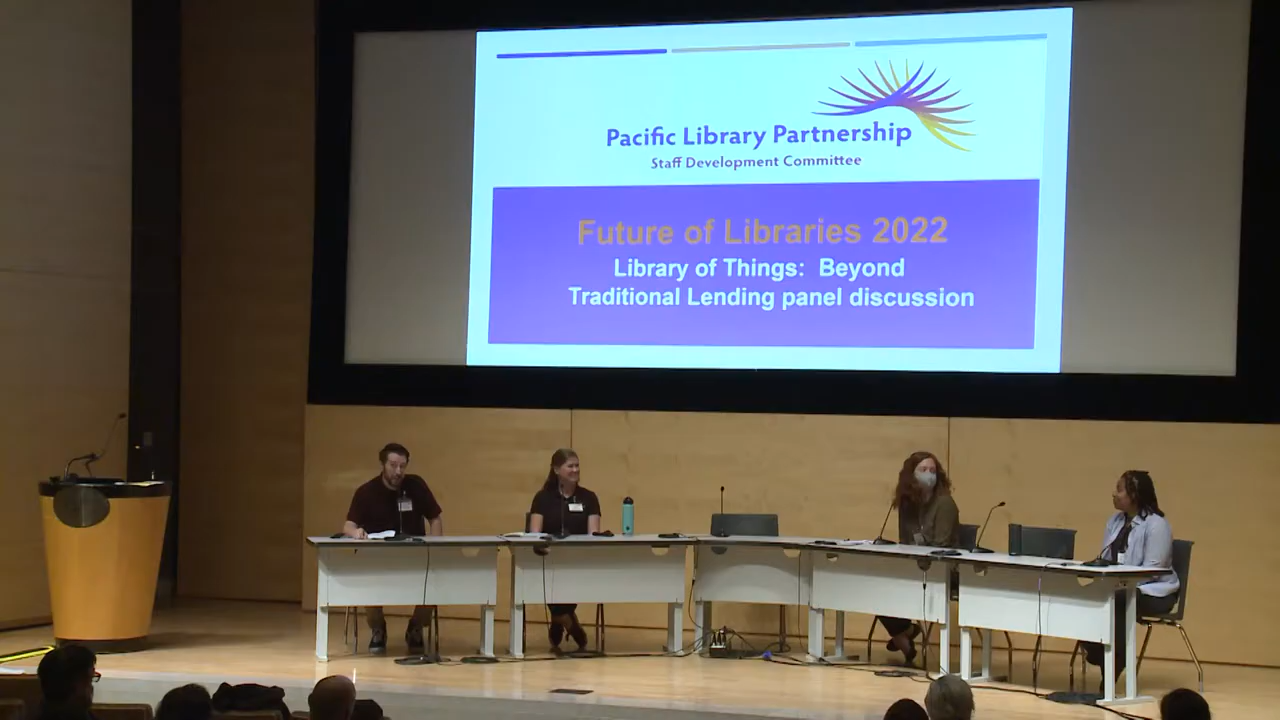 Pacific Library Partnership
Staff Development Committee
Future of Libraries 2022
Library of Things: Beyond
Traditional Lending panel discussion